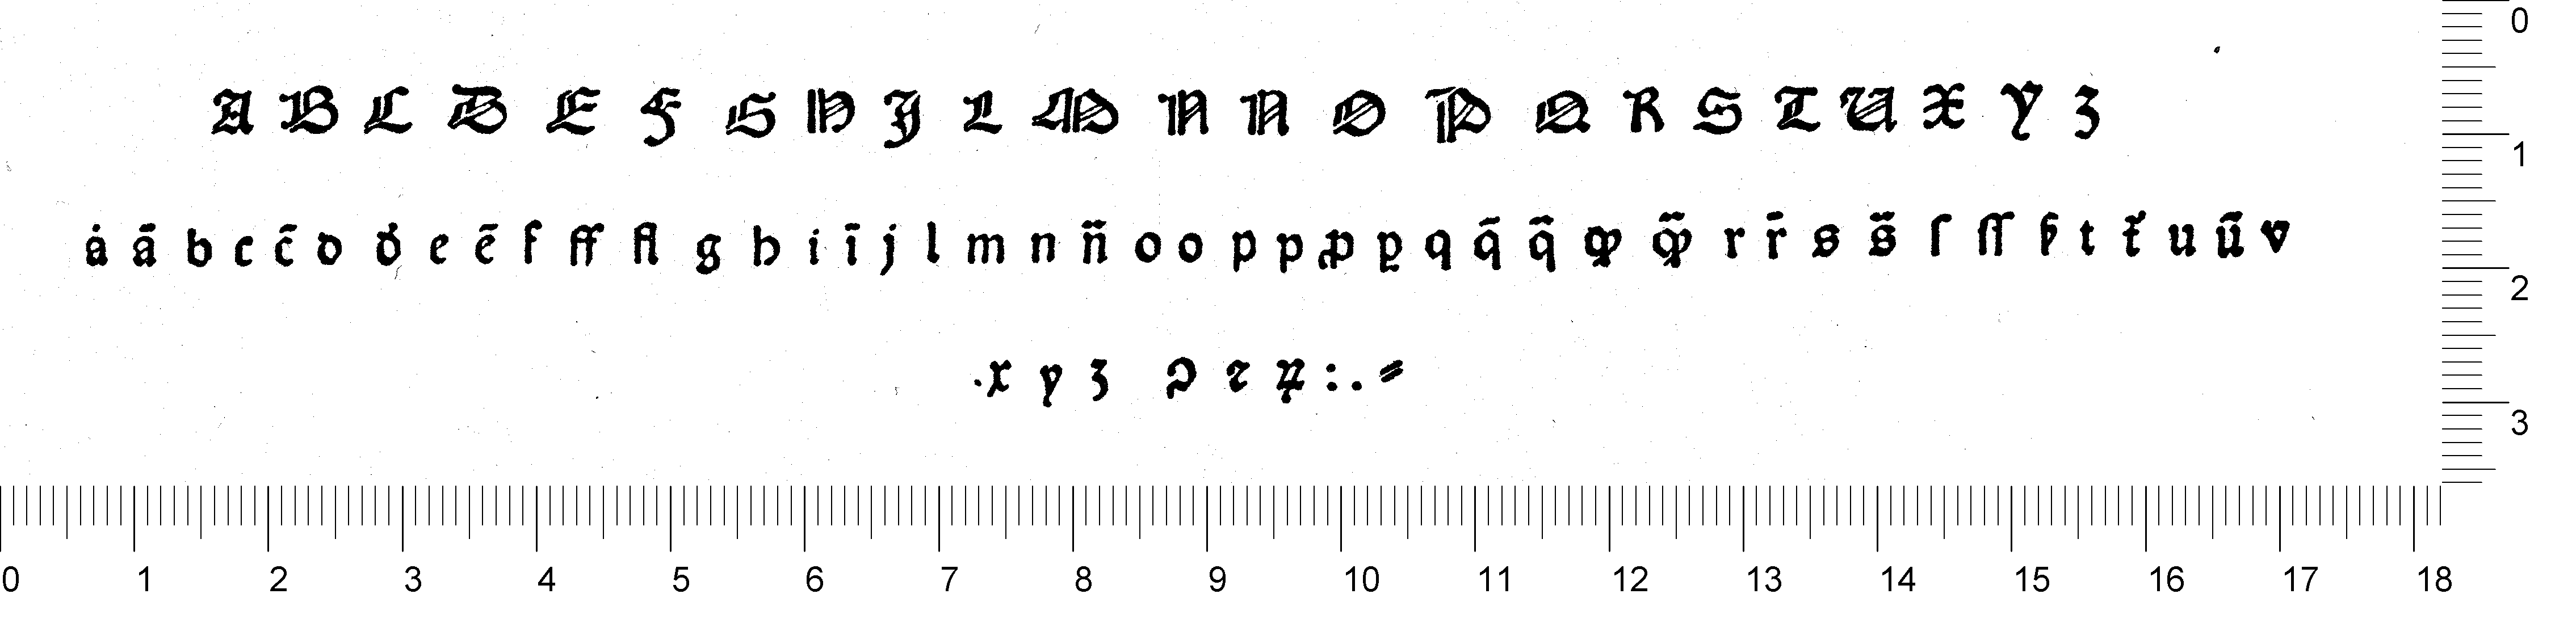 A B C D E F G H J L M N N O P Q R S T U X Y Z
0
1
ȧ ā b c c̄ d d̄ e ē f ff fl g h i ī j l m n n̈ o o p p ꝓ p̱ q q̄ q̈ ꝙ ꝙ̈ r r̄ s s̈ ſ ſſ ẜ t t̄ u ū v
2
. x y z ꝯ ꝛ ꝝ : . ⸗
3
0 1 2 3 4 5 6 7 8 9 10 11 12 13 14 15 16 17 18